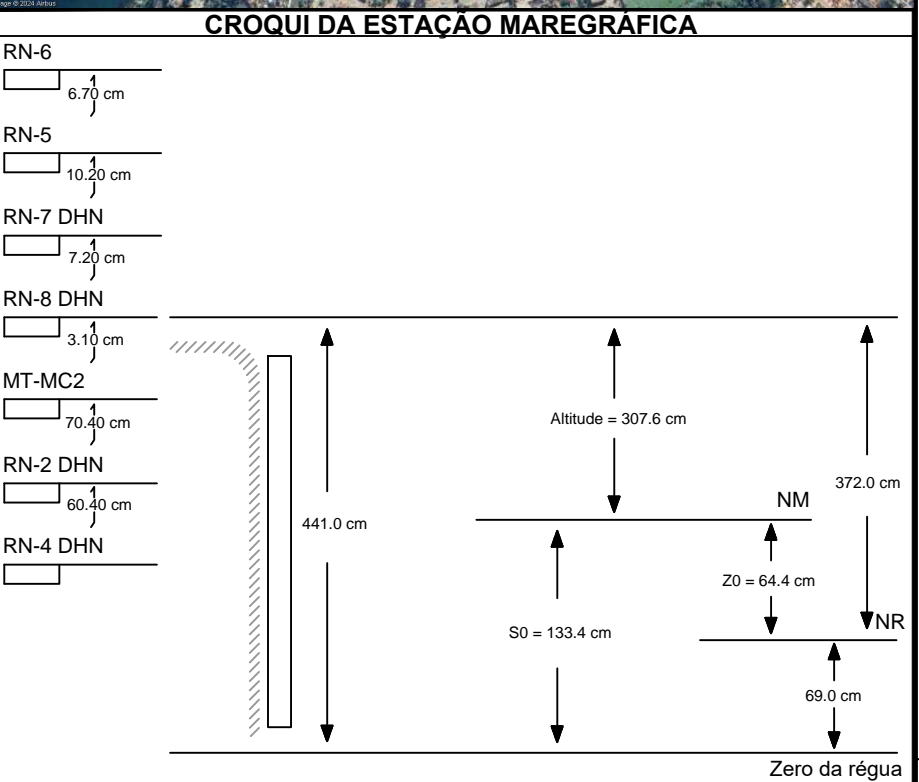 age © 2024 Airbus
CROQUI DA ESTAÇÃO MAREGRÁFICA
RN-6
6.70 cm
RN-5
10.20 cm
RN-7 DHN
7.20 cm
RN-8 DHN
3.10 cm
MT-MC2
70.40 cm
RN-2 DHN
60.40 cm
RN-4 DHN
441.0 cm
Altitude = 307.6 cm
372.0 cm
NM
Z0 = 64.4 cm
S0 = 133.4 cm
NR
69.0 cm
Zero da régua